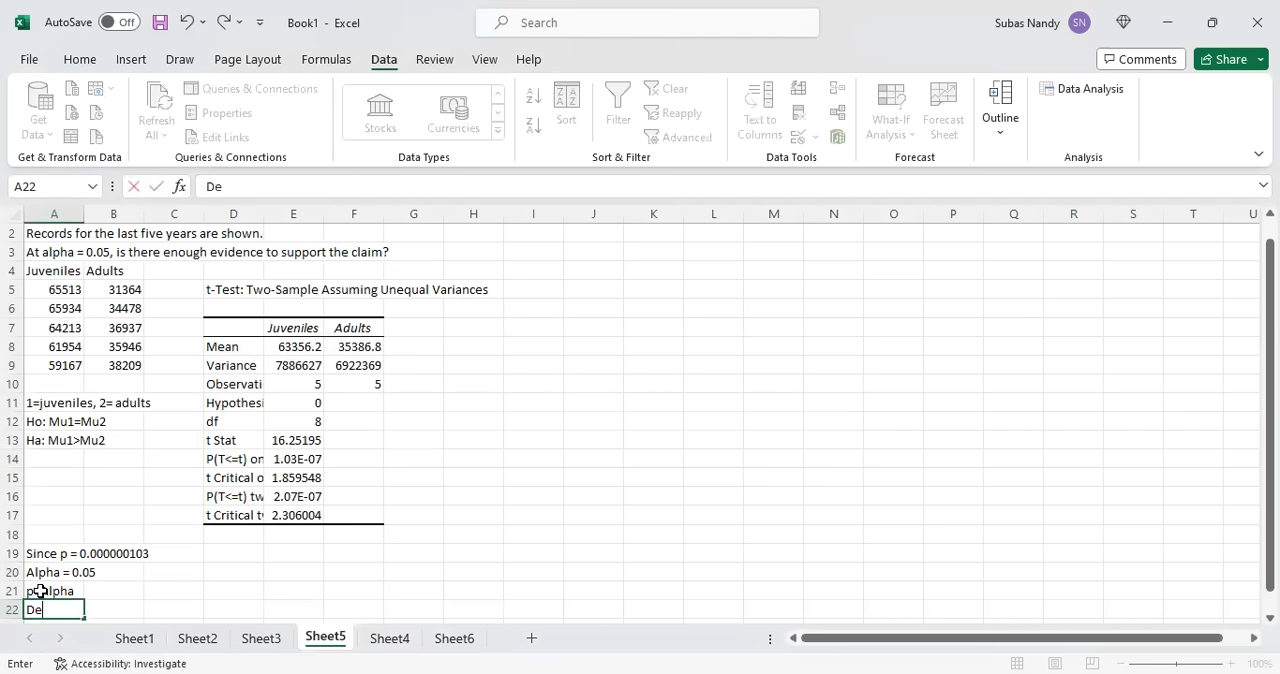 AutoSave Off Book1 - Excel Search Subas Nandy SN
File Home Insert Draw Page Layout Formulas Data Review View Help Comments Share
Get Data
Refresh All
Queries & Connections
Properties
Edit Links
Stocks Currencies
Sort Filter
Clear
Reapply
Advanced
Text to Columns
What-If Analysis
Forecast Sheet
Outline
Data Analysis
Get & Transform Data Queries & Connections Data Types Sort & Filter Data Tools Forecast Analysis
A22 fx De
A B C D E F G H I J K L M N O P Q R S T U
2 Records for the last five years are shown.
3 At alpha = 0.05, is there enough evidence to support the claim?
4 Juveniles Adults
5 65513 31364 t-Test: Two-Sample Assuming Unequal Variances
6 65934 34478
7 64213 36937 Juveniles Adults
8 61954 35946 Mean 63356.2 35386.8
9 59167 38209 Variance 7886627 6922369
10 Observati 5 5
11 1=juveniles, 2= adults Hypothesi 0
12 Ho: Mu1=Mu2 df 8
13 Ha: Mu1>Mu2 t Stat 16.25195
14 P(T<=t) on 1.03E-07
15 t Critical o 1.859548
16 P(T<=t) tw 2.07E-07
17 t Critical tw 2.306004
18
19 Since p = 0.000000103
20 Alpha = 0.05
21 p alpha
22 De
Sheet1 Sheet2 Sheet3 Sheet5 Sheet4 Sheet6
Enter Accessibility: Investigate 100%